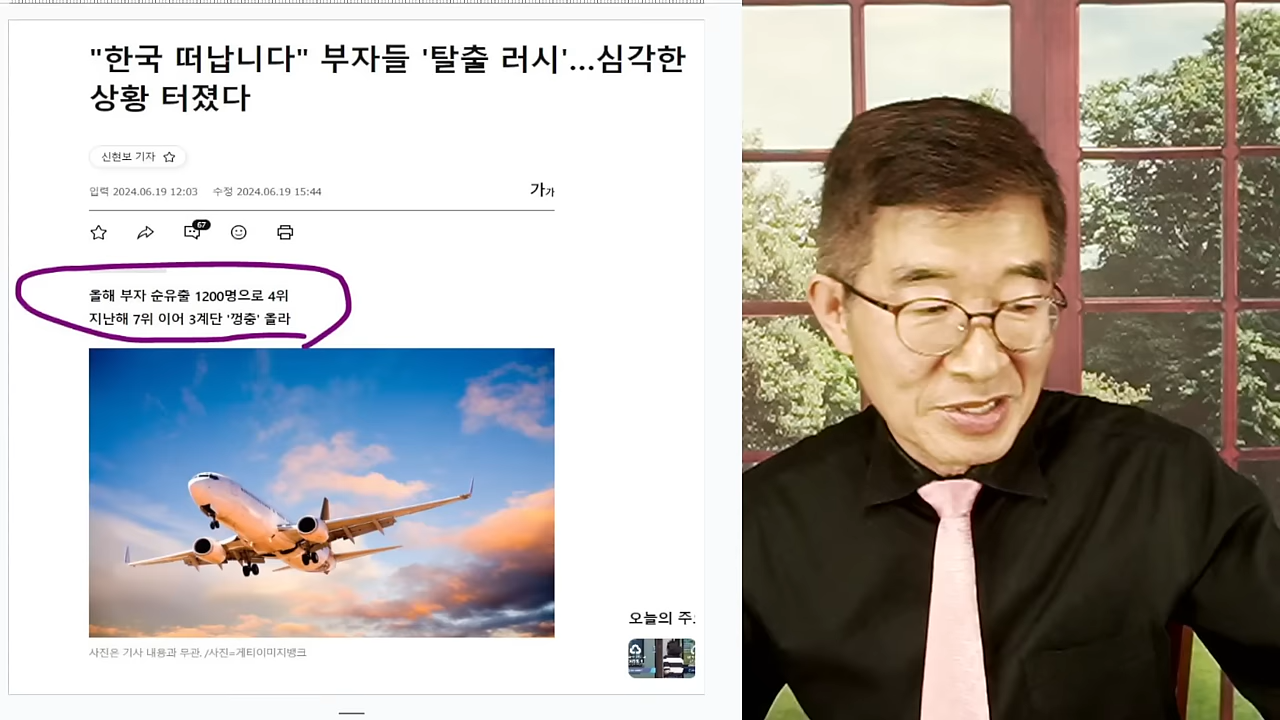 "한국 떠납니다" 부자들 '탈출 러시'…심각한
상황 터졌다
신현보 기자
입력 2024.06.19 12:03 수정 2024.06.19 15:44
가가
67
올해 부자 순유출 1200명으로 4위
지난해 7위 이어 3계단 '껑충' 올라
오늘의 주
사진은 기사 내용과 무관. /사진=게티이미지뱅크